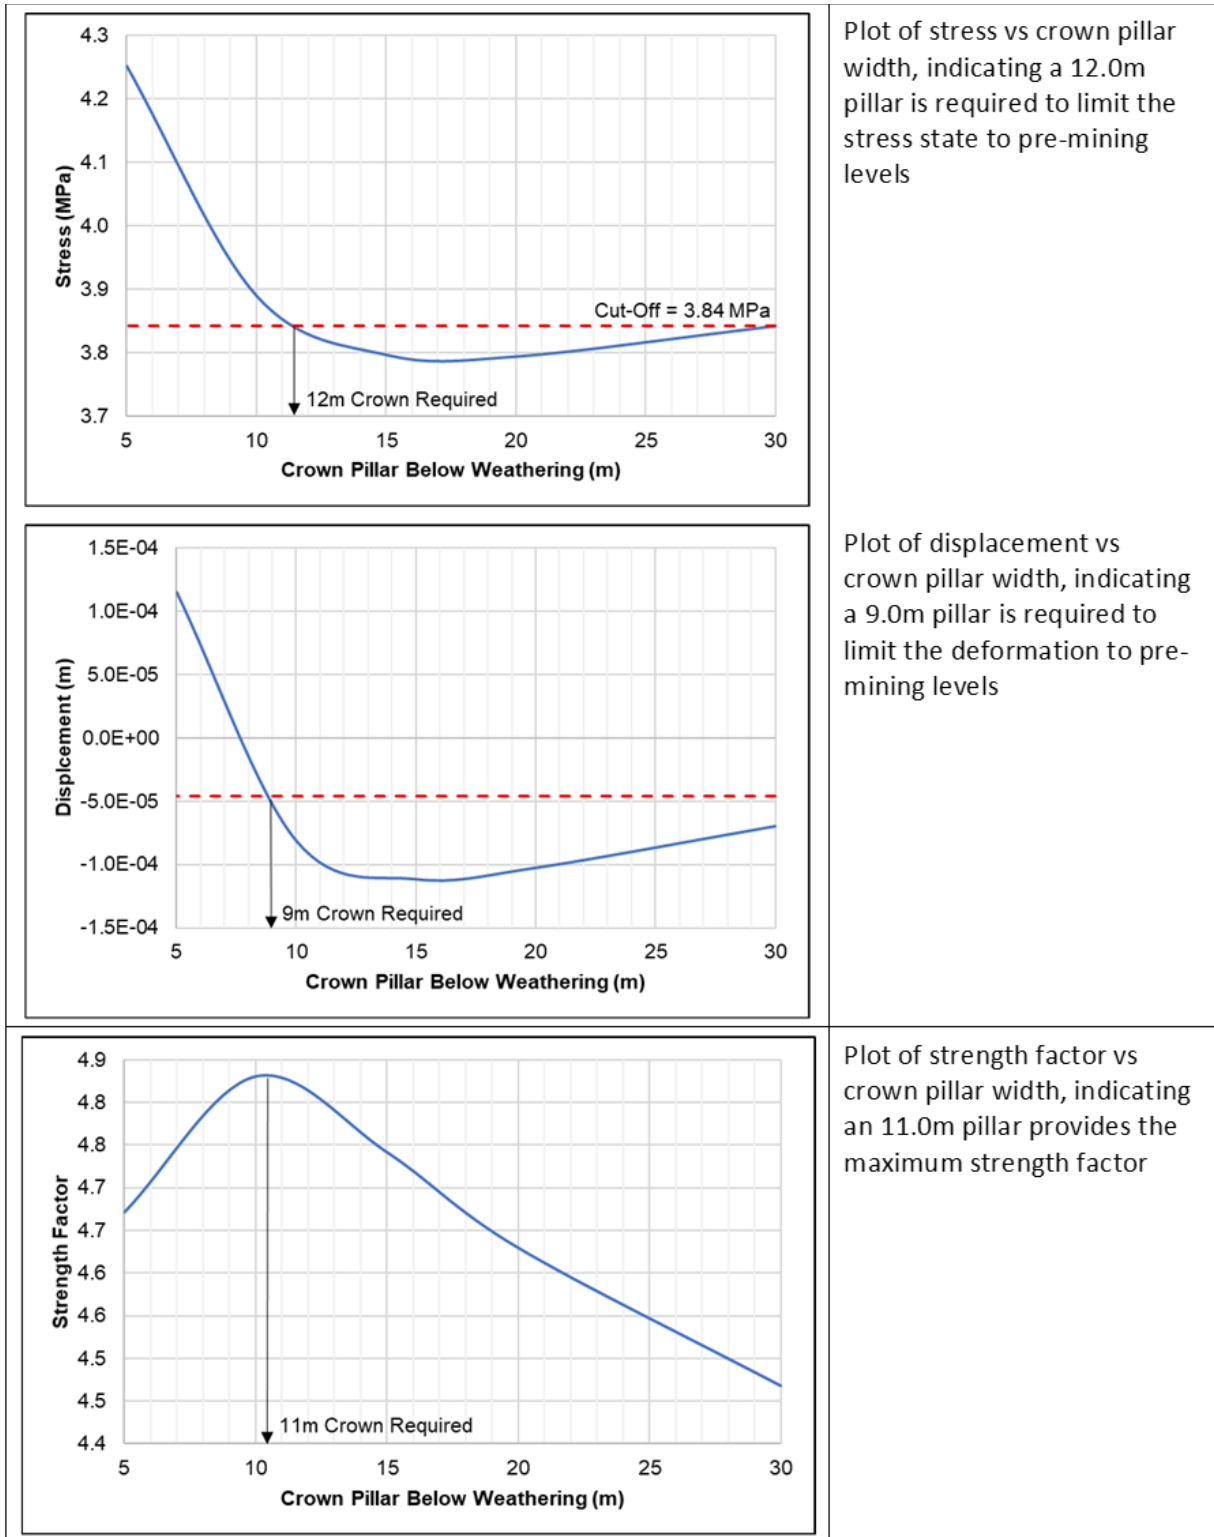 4.3
4.2
4.1
4.0
3.9
3.8
3.7
Stress (MPa)
Cut-Off = 3.84 MPa
12m Crown Required
5 10 15 20 25 30
Crown Pillar Below Weathering (m)
Plot of stress vs crown pillar
width, indicating a 12.0m
pillar is required to limit the
stress state to pre-mining
levels
1.5E-04
1.0E-04
5.0E-05
0.0E+00
-5.0E-05
-1.0E-04
-1.5E-04
Displcement (m)
9m Crown Required
5 10 15 20 25 30
Crown Pillar Below Weathering (m)
Plot of displacement vs
crown pillar width, indicating
a 9.0m pillar is required to
limit the deformation to pre-
mining levels
4.9
4.8
4.8
4.7
4.7
4.6
4.6
4.5
4.5
4.4
Strength Factor
11m Crown Required
5 10 15 20 25 30
Crown Pillar Below Weathering (m)
Plot of strength factor vs
crown pillar width, indicating
an 11.0m pillar provides the
maximum strength factor